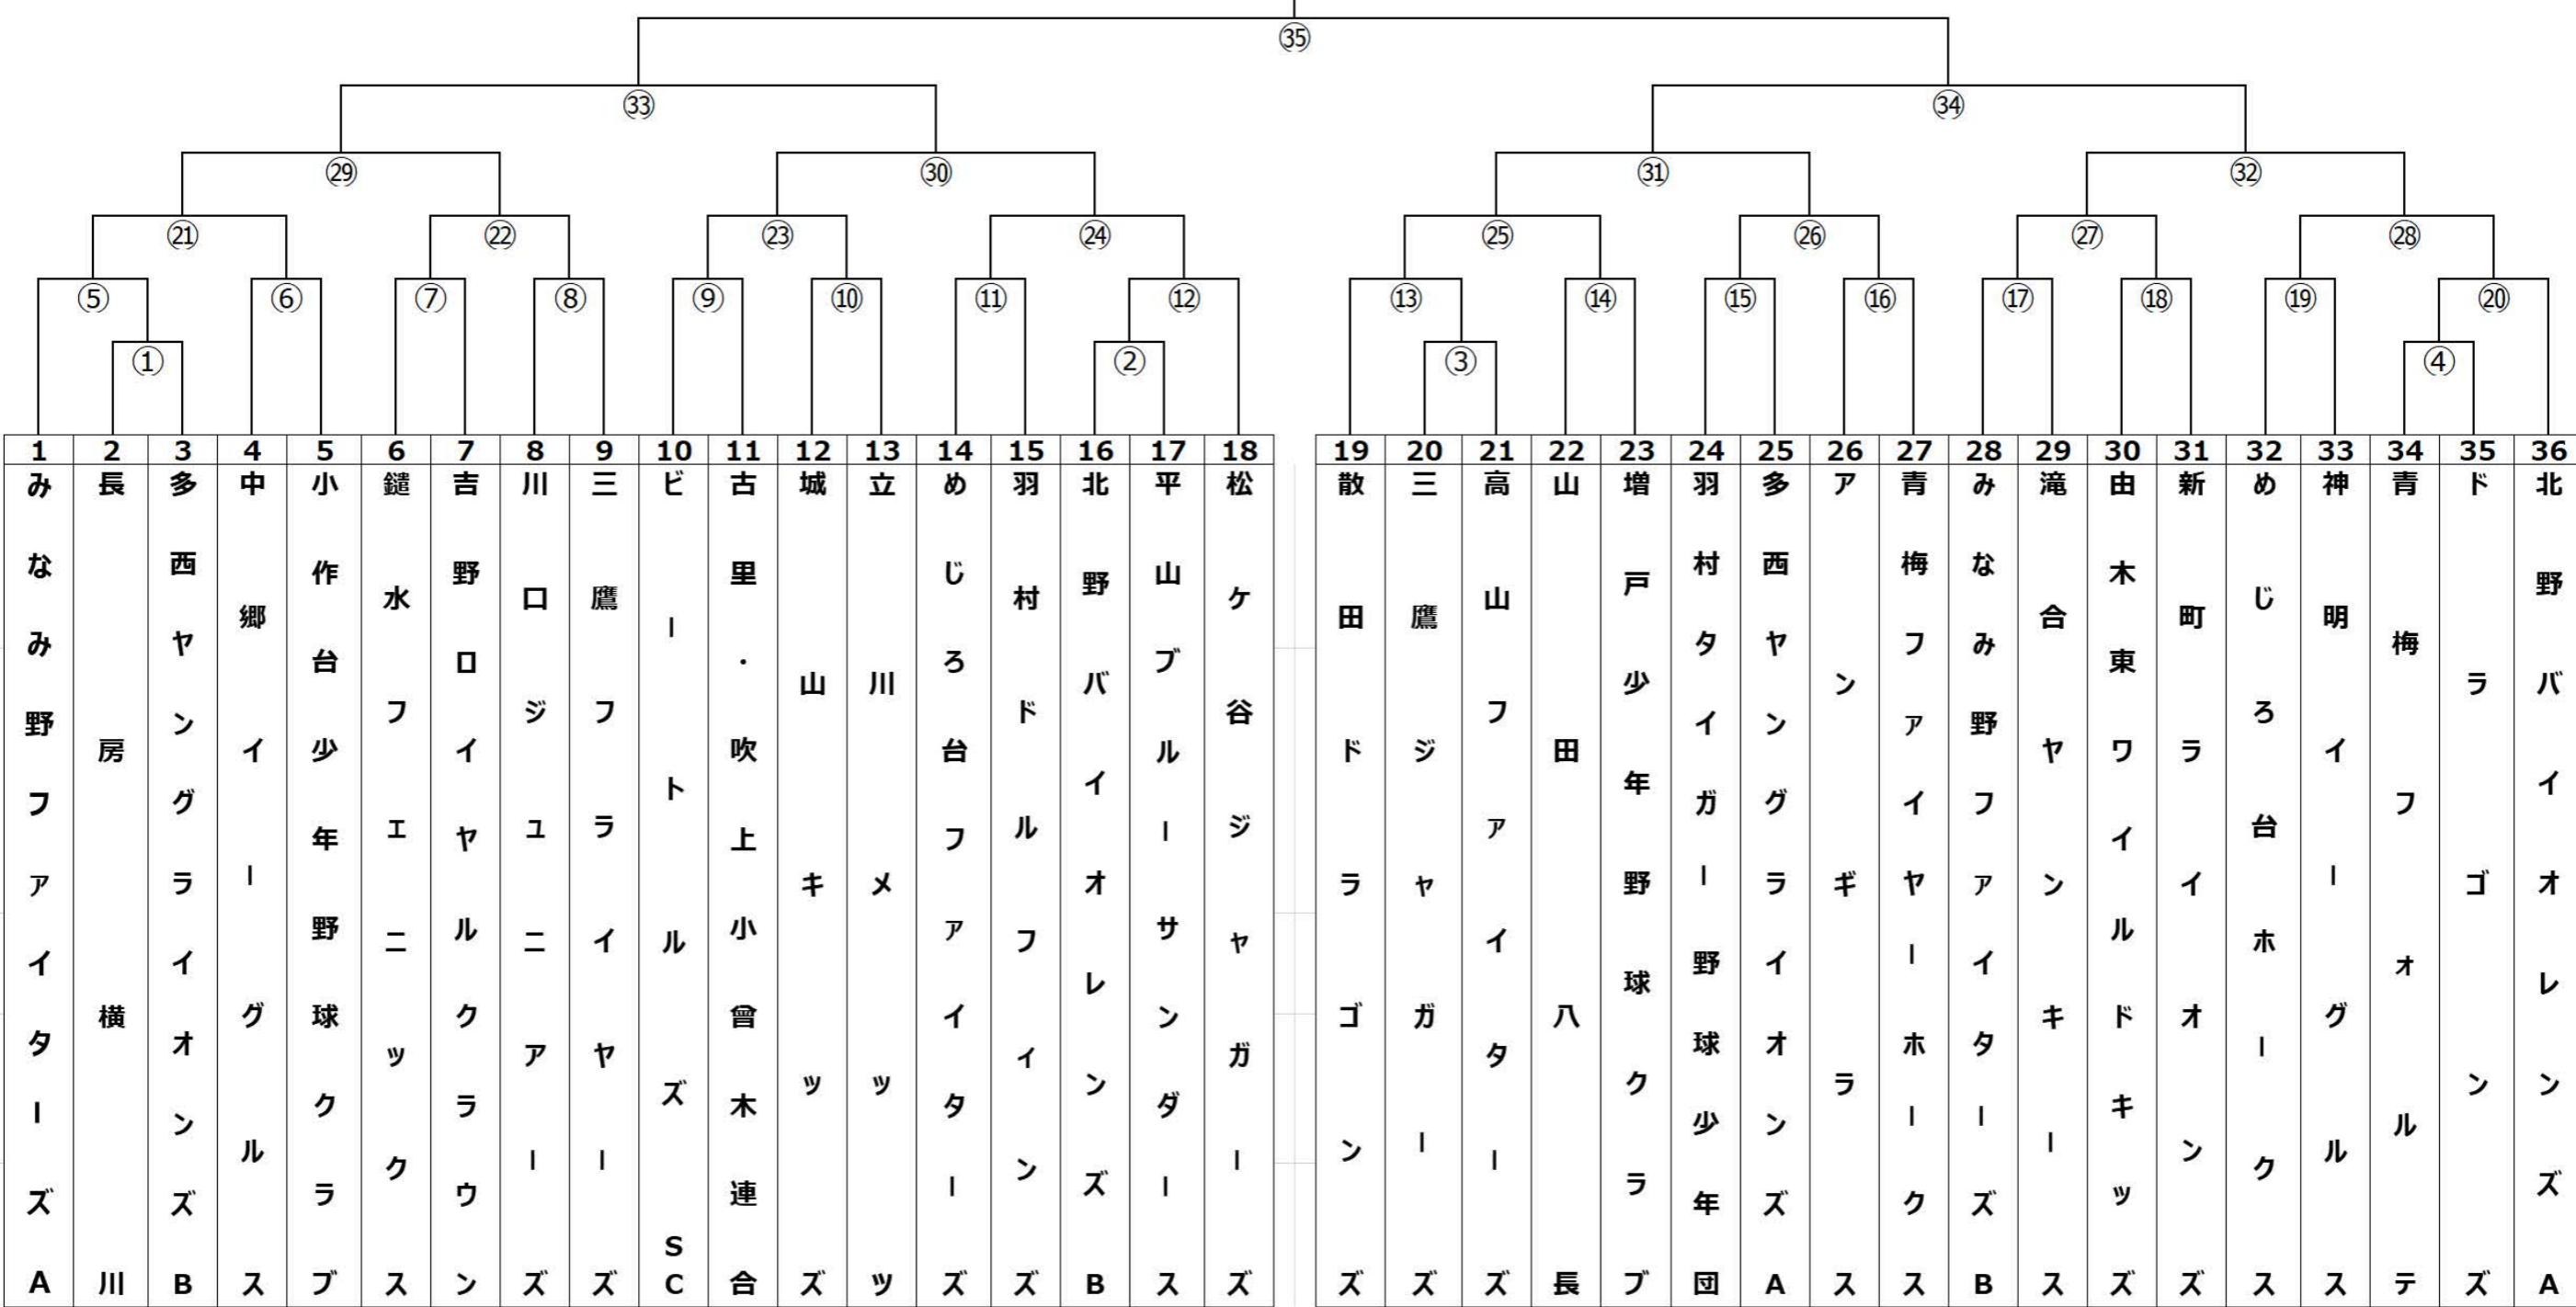 ㉟
㉝ ㉞
㉙ ㉚ ㉛ ㉜
㉑ ㉒ ㉓ ㉔ ㉕ ㉖ ㉗ ㉘
⑤ ⑥ ⑦ ⑧ ⑨ ⑩ ⑪ ⑫ ⑬ ⑭ ⑮ ⑯ ⑰ ⑱ ⑲ ⑳
① ② ③ ④
1 2 3 4 5 6 7 8 9 10 11 12 13 14 15 16 17 18 19 20 21 22 23 24 25 26 27 28 29 30 31 32 33 34 35 36
みなみ野ファイターズA
長房横川
多西ヤングライオンズB
中郷イーグルス
小作台少年野球クラブ
鑓水フェニックス
吉野ロイヤルクラウン
川口ジュニアーズ
三鷹フライヤーズ
ビートルズSC
古里・吹上小曾木連合
城山キッズ
立川メッツ
めじろ台ファイターズ
羽村ドルフィンズ
北野バイオレンズB
平山ブルーサンダース
松ケ谷ジャガーズ
散田ドラゴンズ
三鷹ジャガーズ
高山ファイターズ
山田八長
増戸少年野球クラブ
羽村タイガー野球少年団
多西ヤングライオンズA
アンギラス
青梅ファイヤーホークス
みなみ野ファイターズB
滝合ヤンキース
由木東ワイルドキッズ
新町ライオンズ
めじろ台ホークス
神明イーグルス
青梅フォルテ
ドラゴンズ
北野バイオレンズA